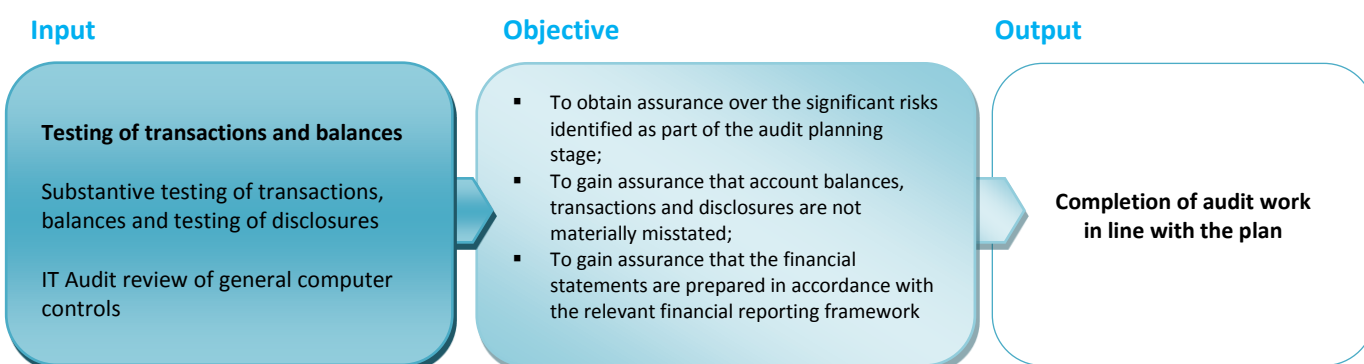 Input
Objective
Output
Testing of transactions and balances
Substantive testing of transactions,
balances and testing of disclosures
IT Audit review of general computer
controls
▪ To obtain assurance over the significant risks
identified as part of the audit planning
stage;
▪ To gain assurance that account balances,
transactions and disclosures are not
materially misstated;
▪ To gain assurance that the financial
statements are prepared in accordance with
the relevant financial reporting framework
Completion of audit work
in line with the plan